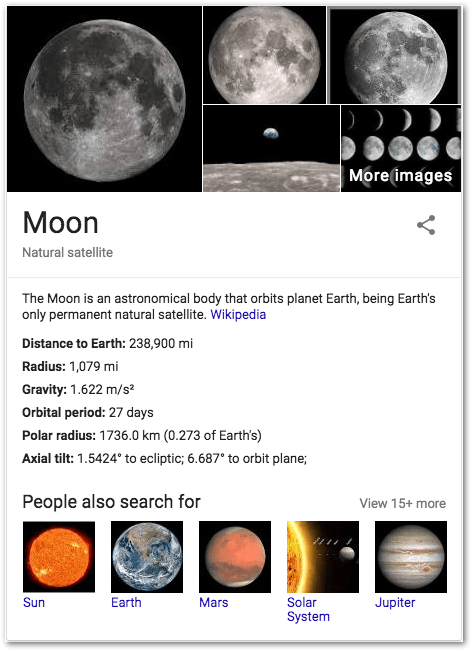 More images
Moon
Natural satellite
The Moon is an astronomical body that orbits planet Earth, being Earth's
only permanent natural satellite. Wikipedia
Distance to Earth: 238,900 mi
Radius: 1,079 mi
Gravity: 1.622 m/s²
Orbital period: 27 days
Polar radius: 1736.0 km (0.273 of Earth's)
Axial tilt: 1.5424° to ecliptic; 6.687° to orbit plane;
People also search for
View 15+ more
Sun
Earth
Mars
Solar
System
Jupiter